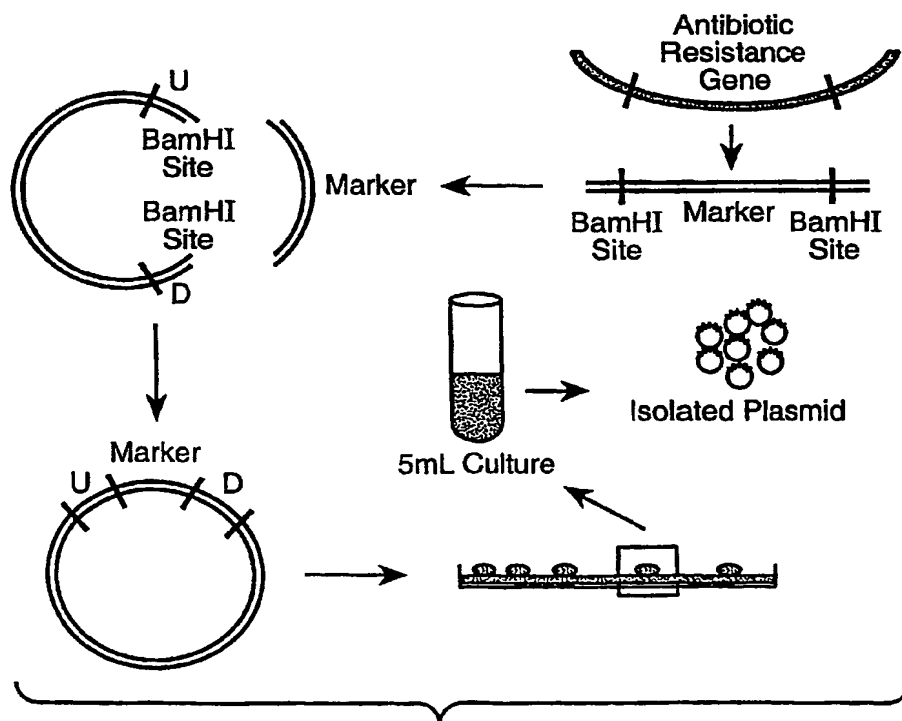 Antibiotic
Resistance
Gene
U
BamHI
Site
Marker
BamHI
Site
D
Marker
BamHI
Site
BamHI
Site
Isolated Plasmid
5mL Culture
Marker
U
D